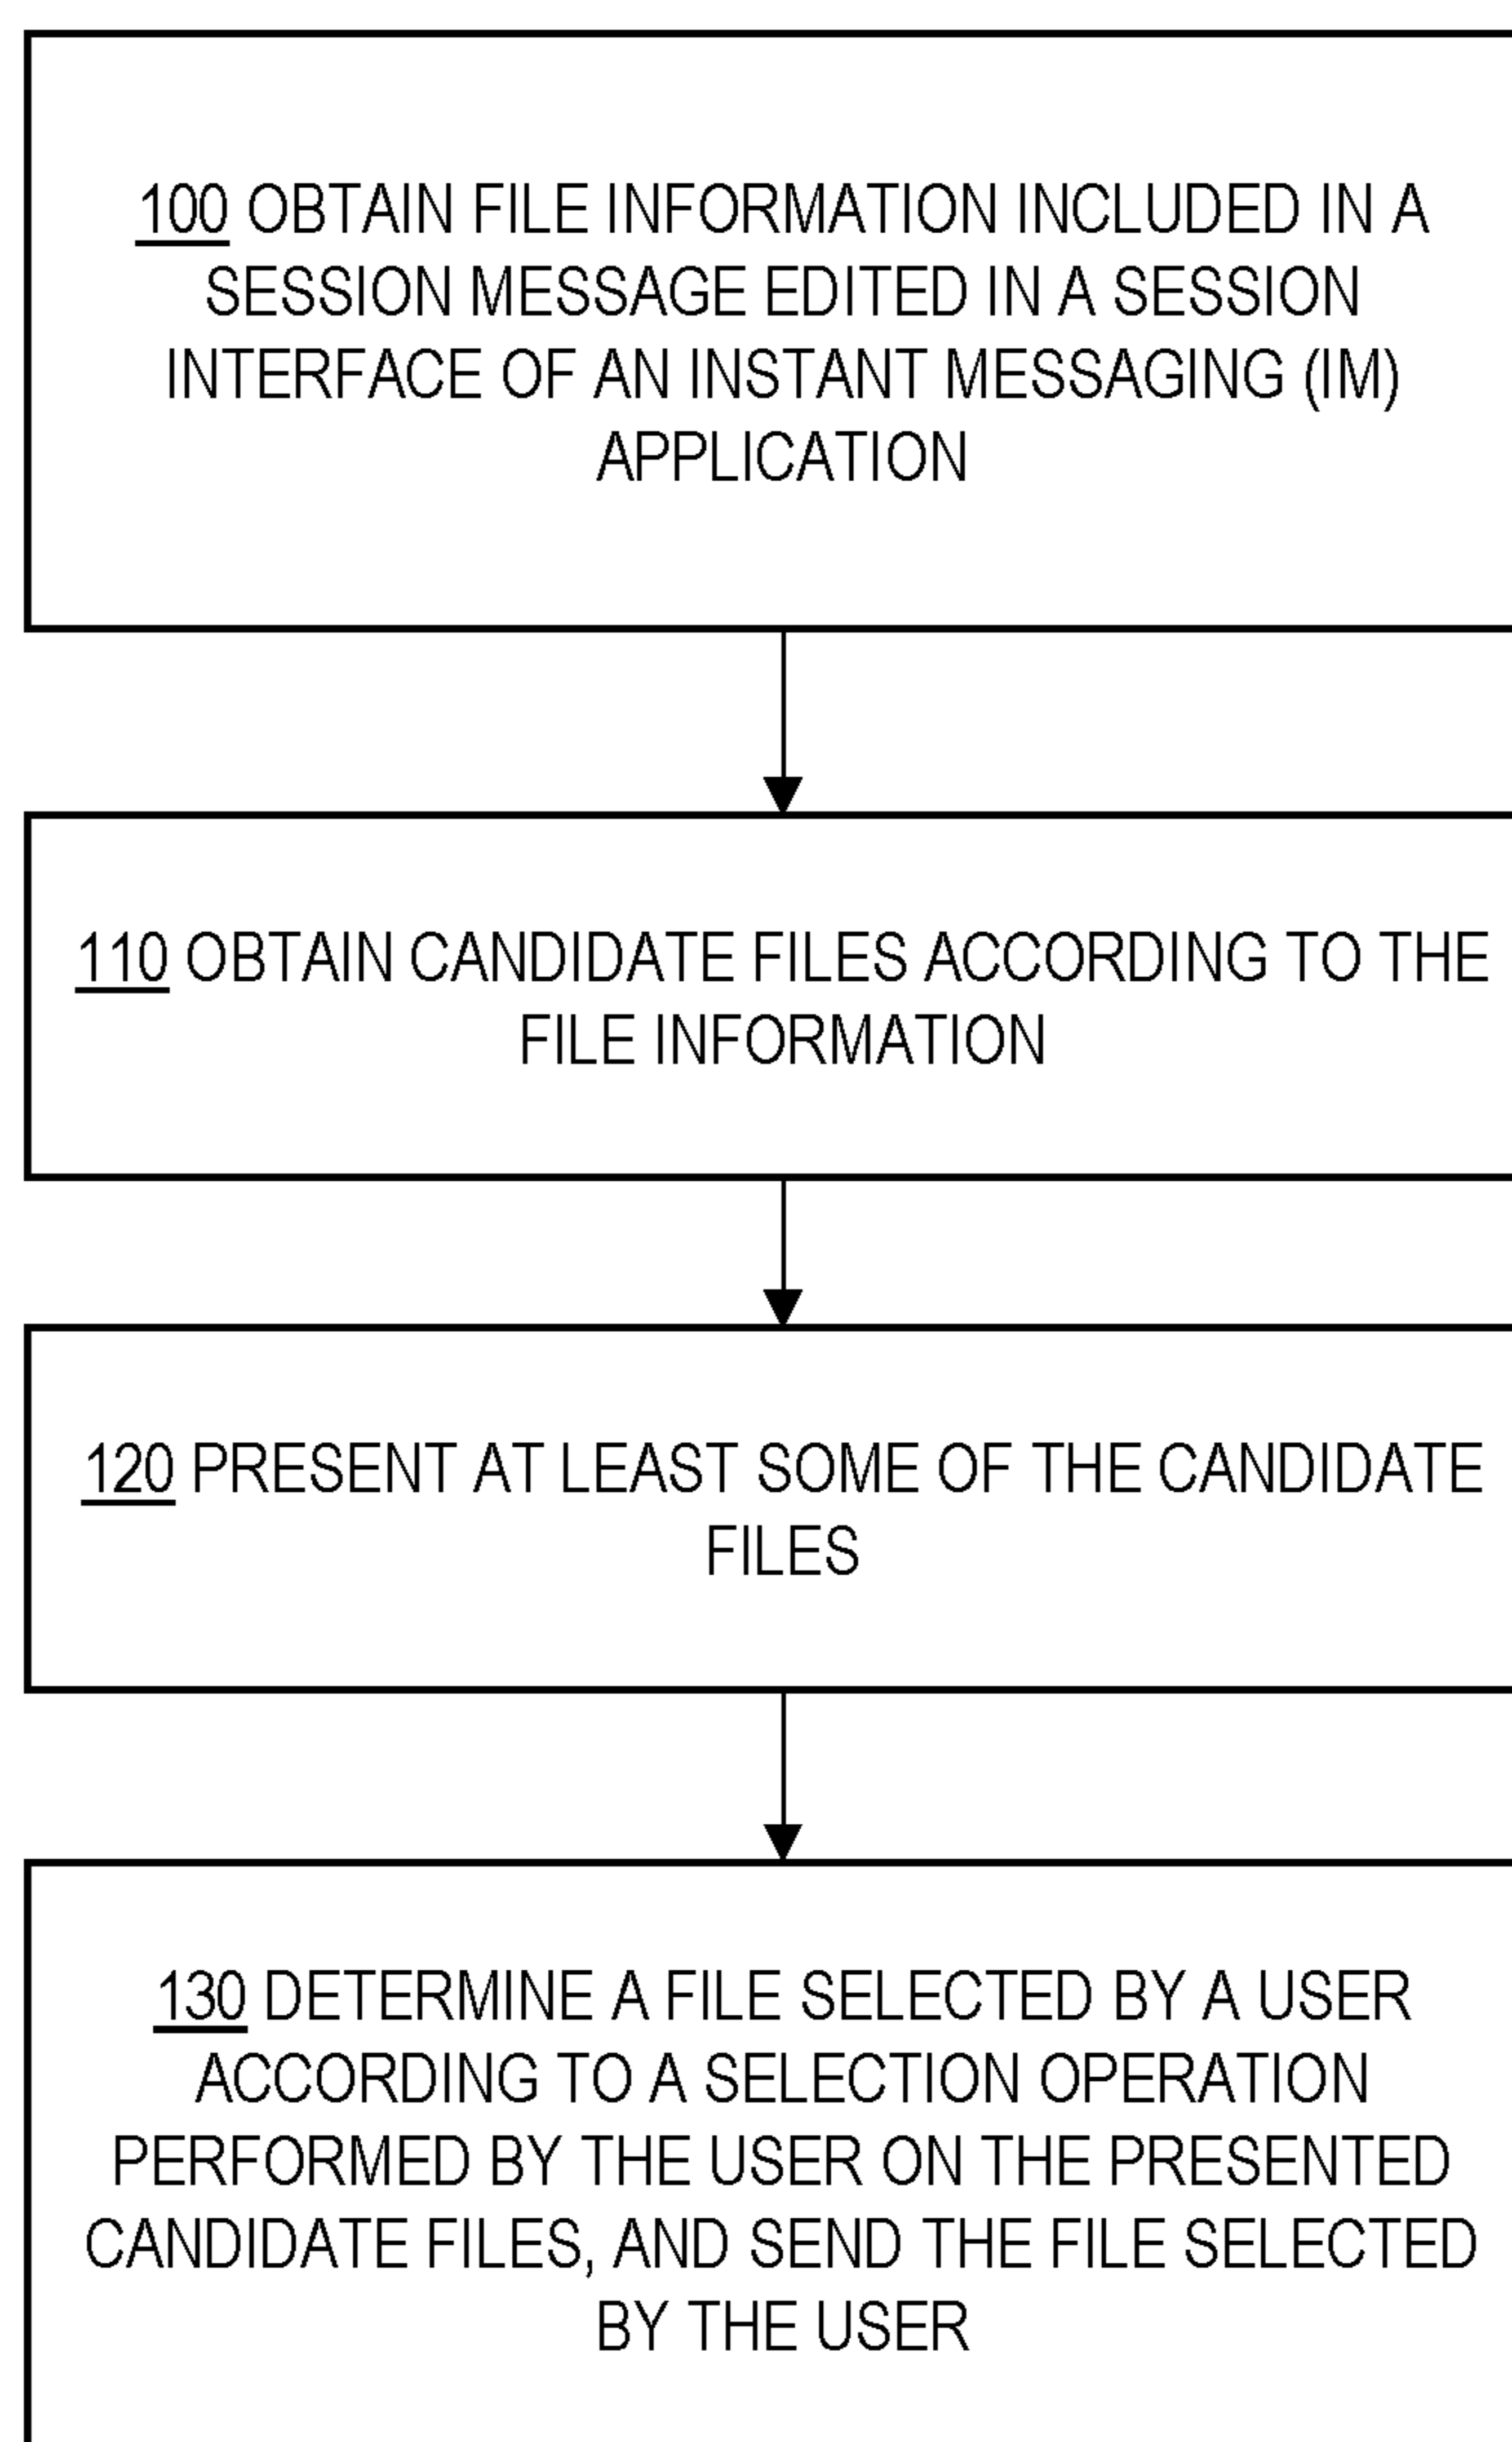 100 OBTAIN FILE INFORMATION INCLUDED IN A
SESSION MESSAGE EDITED IN A SESSION
INTERFACE OF AN INSTANT MESSAGING (IM)
APPLICATION
110 OBTAIN CANDIDATE FILES ACCORDING TO THE
FILE INFORMATION
120 PRESENT AT LEAST SOME OF THE CANDIDATE
FILES
130 DETERMINE A FILE SELECTED BY A USER
ACCORDING TO A SELECTION OPERATION
PERFORMED BY THE USER ON THE PRESENTED
CANDIDATE FILES, AND SEND THE FILE SELECTED
BY THE USER